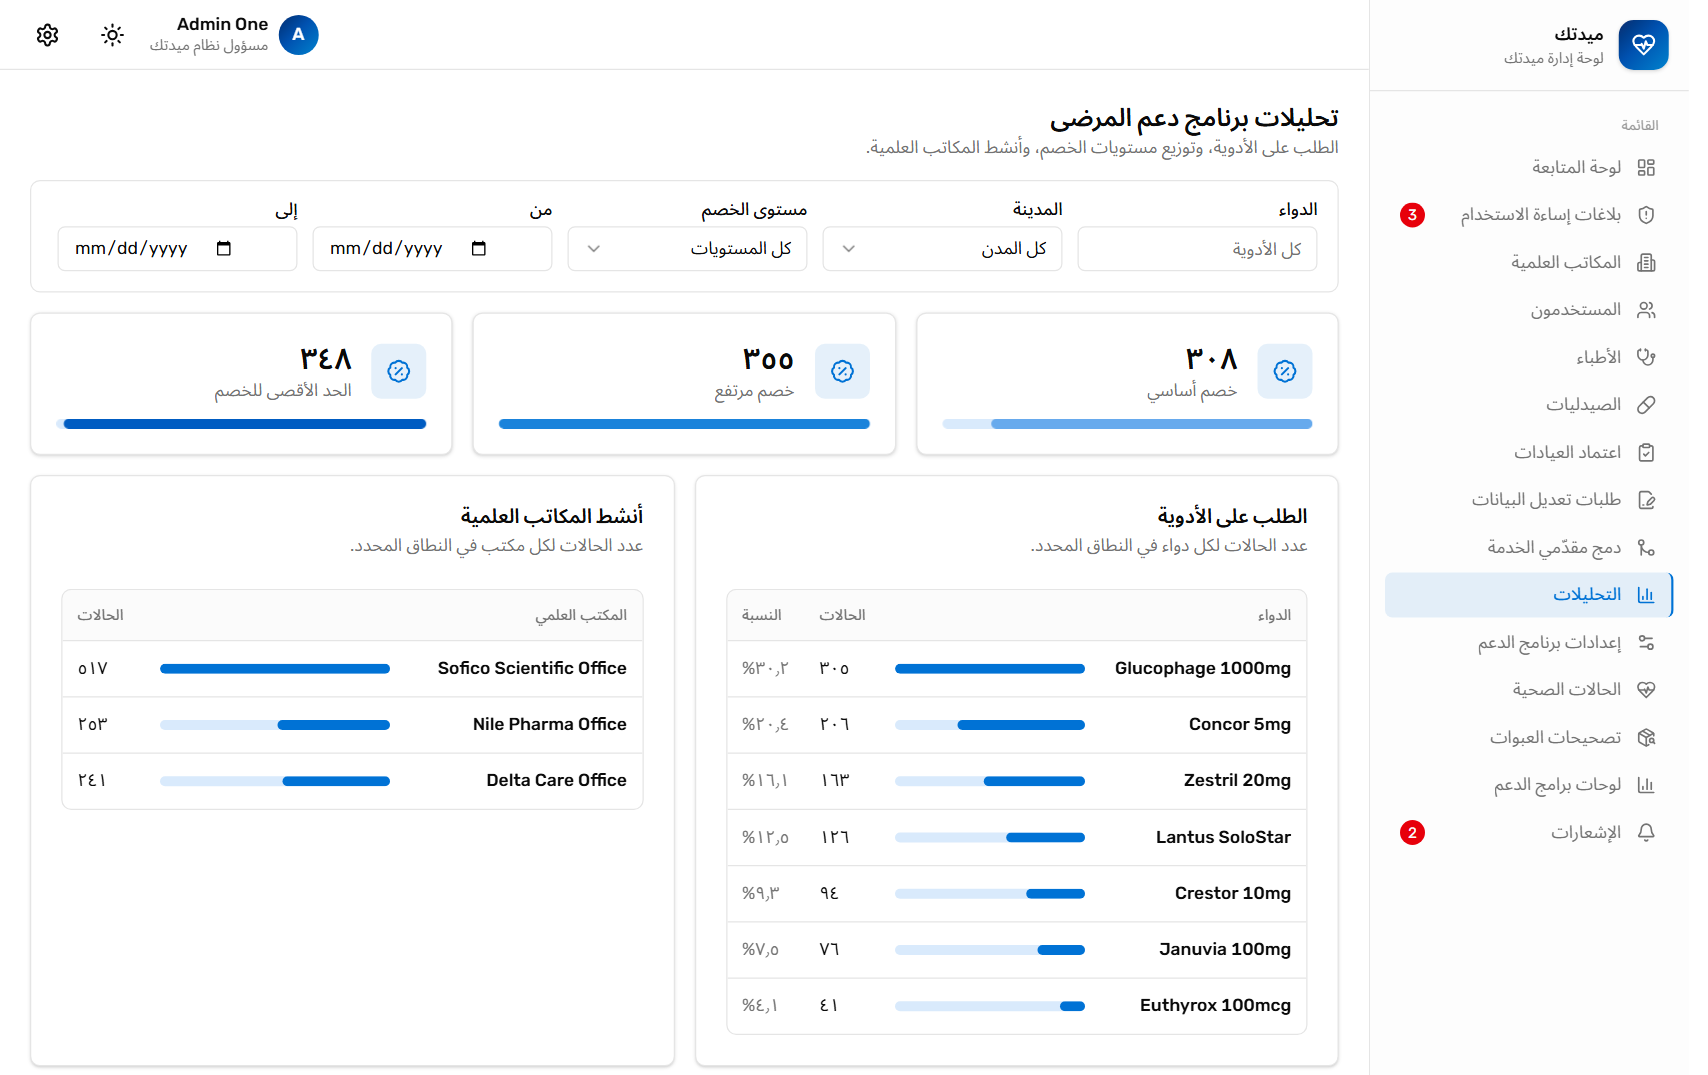 ميدتك
لوحة إدارة ميدتك
القائمة
لوحة المتابعة
بلاغات إساءة الاستخدام 3
المكاتب العلمية
المستخدمون
الأطباء
الصيدليات
اعتماد العيادات
طلبات تعديل البيانات
دمج مقدّمي الخدمة
التحليلات
إعدادات برنامج الدعم
الحالات الصحية
تصحيحات العبوات
لوحات برامج الدعم
الإشعارات 2
A
Admin One
مسؤول نظام ميدتك
تحليلات برنامج دعم المرضى
الطلب على الأدوية، وتوزيع مستويات الخصم، وأنشط المكاتب العلمية.
الدواء المدينة مستوى الخصم من إلى
كل الأدوية كل المدن كل المستويات mm/dd/yyyy mm/dd/yyyy
٣٠٨
خصم أساسي
٣٥٥
خصم مرتفع
٣٤٨
الحد الأقصى للخصم
الطلب على الأدوية
عدد الحالات لكل دواء في النطاق المحدد.
الدواء الحالات النسبة
Glucophage 1000mg ٣٠٥ %٣٠٫٢
Concor 5mg ٢٠٦ %٢٠٫٤
Zestril 20mg ١٦٣ %١٦٫١
Lantus SoloStar ١٢٦ %١٢٫٥
Crestor 10mg ٩٤ %٩٫٣
Januvia 100mg ٧٦ %٧٫٥
Euthyrox 100mcg ٤١ %٤٫١
أنشط المكاتب العلمية
عدد الحالات لكل مكتب في النطاق المحدد.
المكتب العلمي الحالات
Sofico Scientific Office ٥١٧
Nile Pharma Office ٢٥٣
Delta Care Office ٢٤١